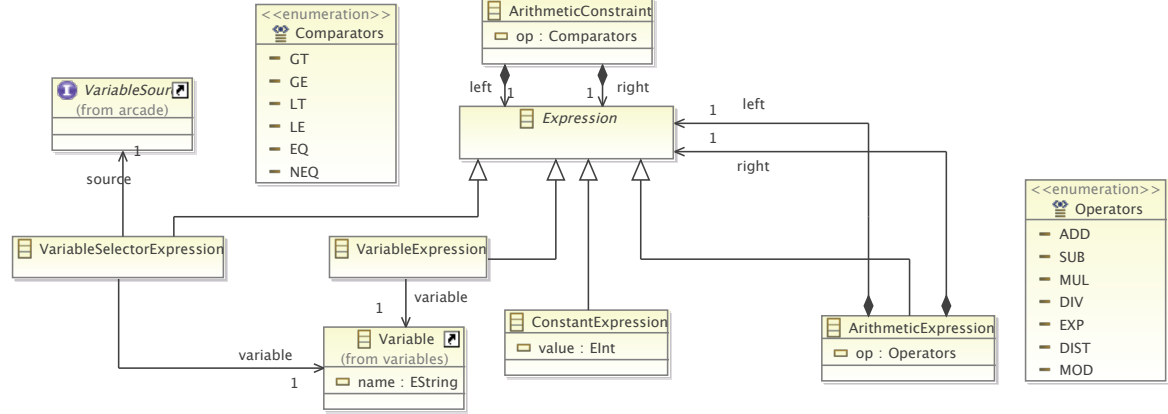 <<enumeration>>
Comparators
GT
GE
LT
LE
EQ
NEQ
ArithmeticConstraint
op : Comparators
left
1
1
right
VariableSour
(from arcade)
1
source
Expression
1
left
1
right
<<enumeration>>
Operators
ADD
SUB
MUL
DIV
EXP
DIST
MOD
VariableSelectorExpression
VariableExpression
variable
1
ConstantExpression
value : EInt
ArithmeticExpression
op : Operators
variable
1
Variable
(from variables)
name : EString